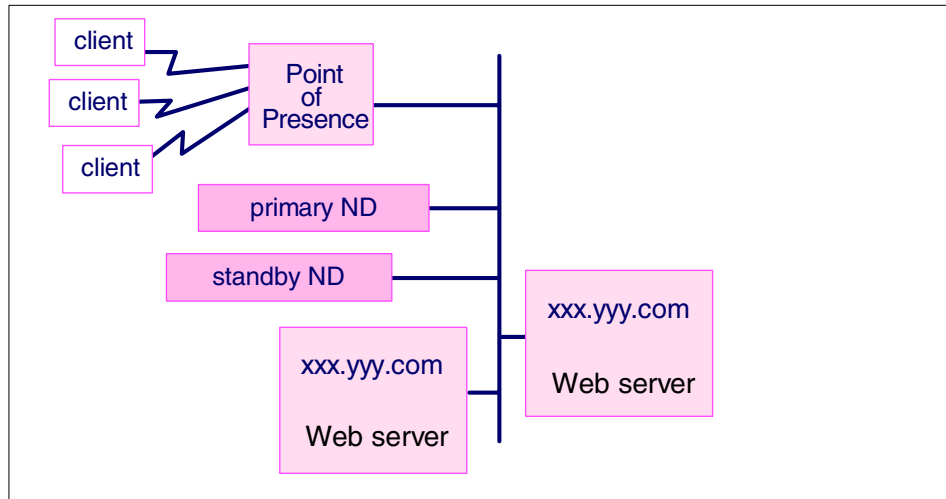 client
client
client
Point
of
Presence
primary ND
standby ND
xxx.yyy.com
Web server
xxx.yyy.com
Web server